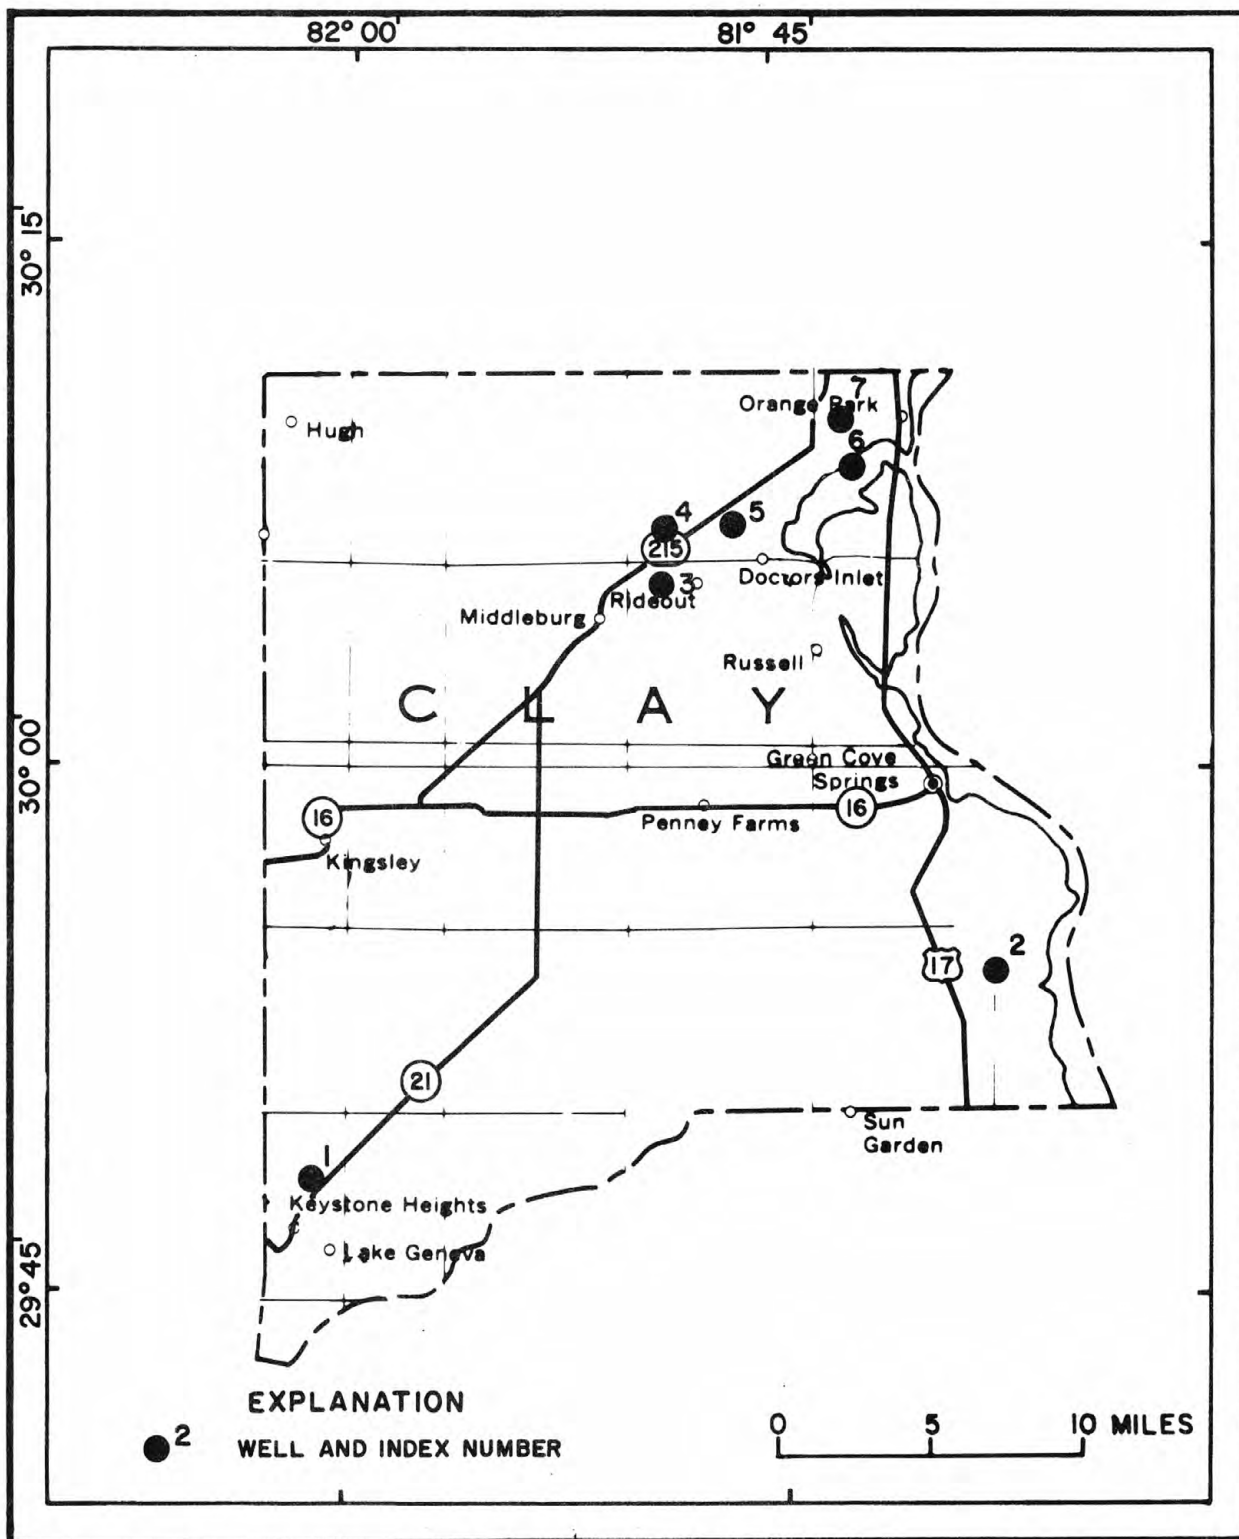 82° 00'
81° 45'
30° 15'
7
Orange Park
Hugh
6
4
5
215
Doctors Inlet
3
Rideout
Middleburg
Russell
C L A Y
30° 00'
Green Cove
Springs
16
16
Penney Farms
Kingsley
2
17
21
Sun
Garden
1
Keystone Heights
Lake Geneva
29° 45'
EXPLANATION
2
WELL AND INDEX NUMBER
0 5 10 MILES